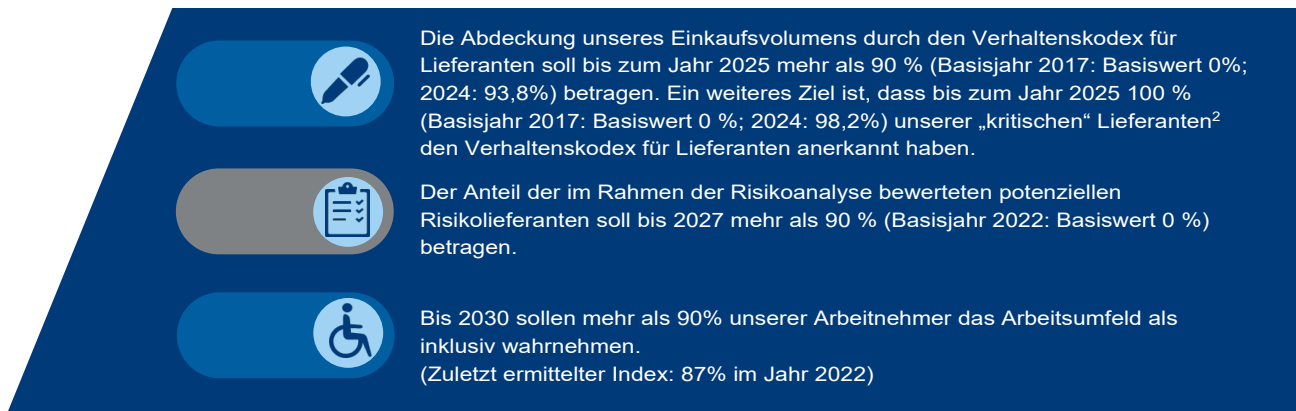 Die Abdeckung unseres Einkaufsvolumens durch den Verhaltenskodex für
Lieferanten soll bis zum Jahr 2025 mehr als 90 % (Basisjahr 2017: Basiswert 0%;
2024: 93,8%) betragen. Ein weiteres Ziel ist, dass bis zum Jahr 2025 100 %
(Basisjahr 2017: Basiswert 0 %; 2024: 98,2%) unserer „kritischen“ Lieferanten²
den Verhaltenskodex für Lieferanten anerkannt haben.
Der Anteil der im Rahmen der Risikoanalyse bewerteten potenziellen
Risikolieferanten soll bis 2027 mehr als 90 % (Basisjahr 2022: Basiswert 0 %)
betragen.
Bis 2030 sollen mehr als 90% unserer Arbeitnehmer das Arbeitsumfeld als
inklusiv wahrnehmen.
(Zuletzt ermittelter Index: 87% im Jahr 2022)